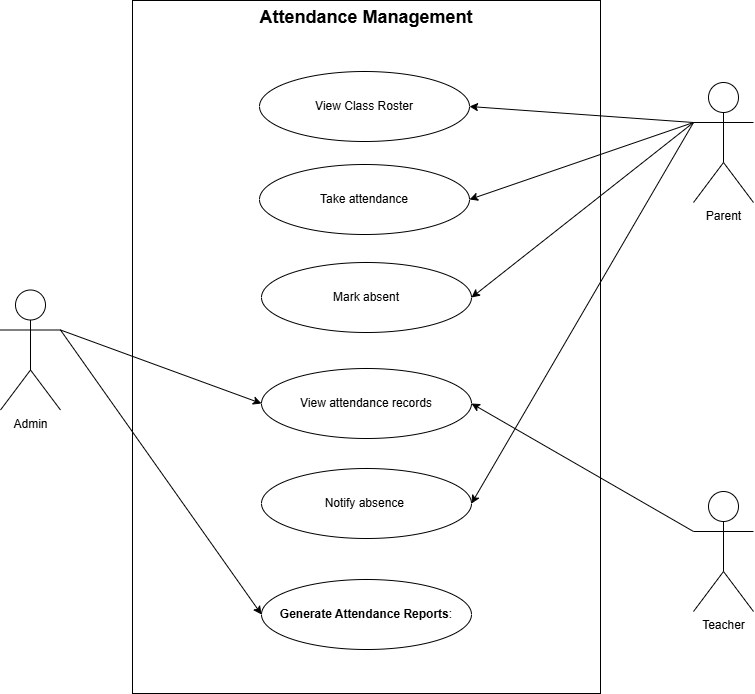 Attendance Management
View Class Roster
Take attendance
Parent
Mark absent
View attendance records
Admin
Notify absence
Generate Attendance Reports:
Teacher